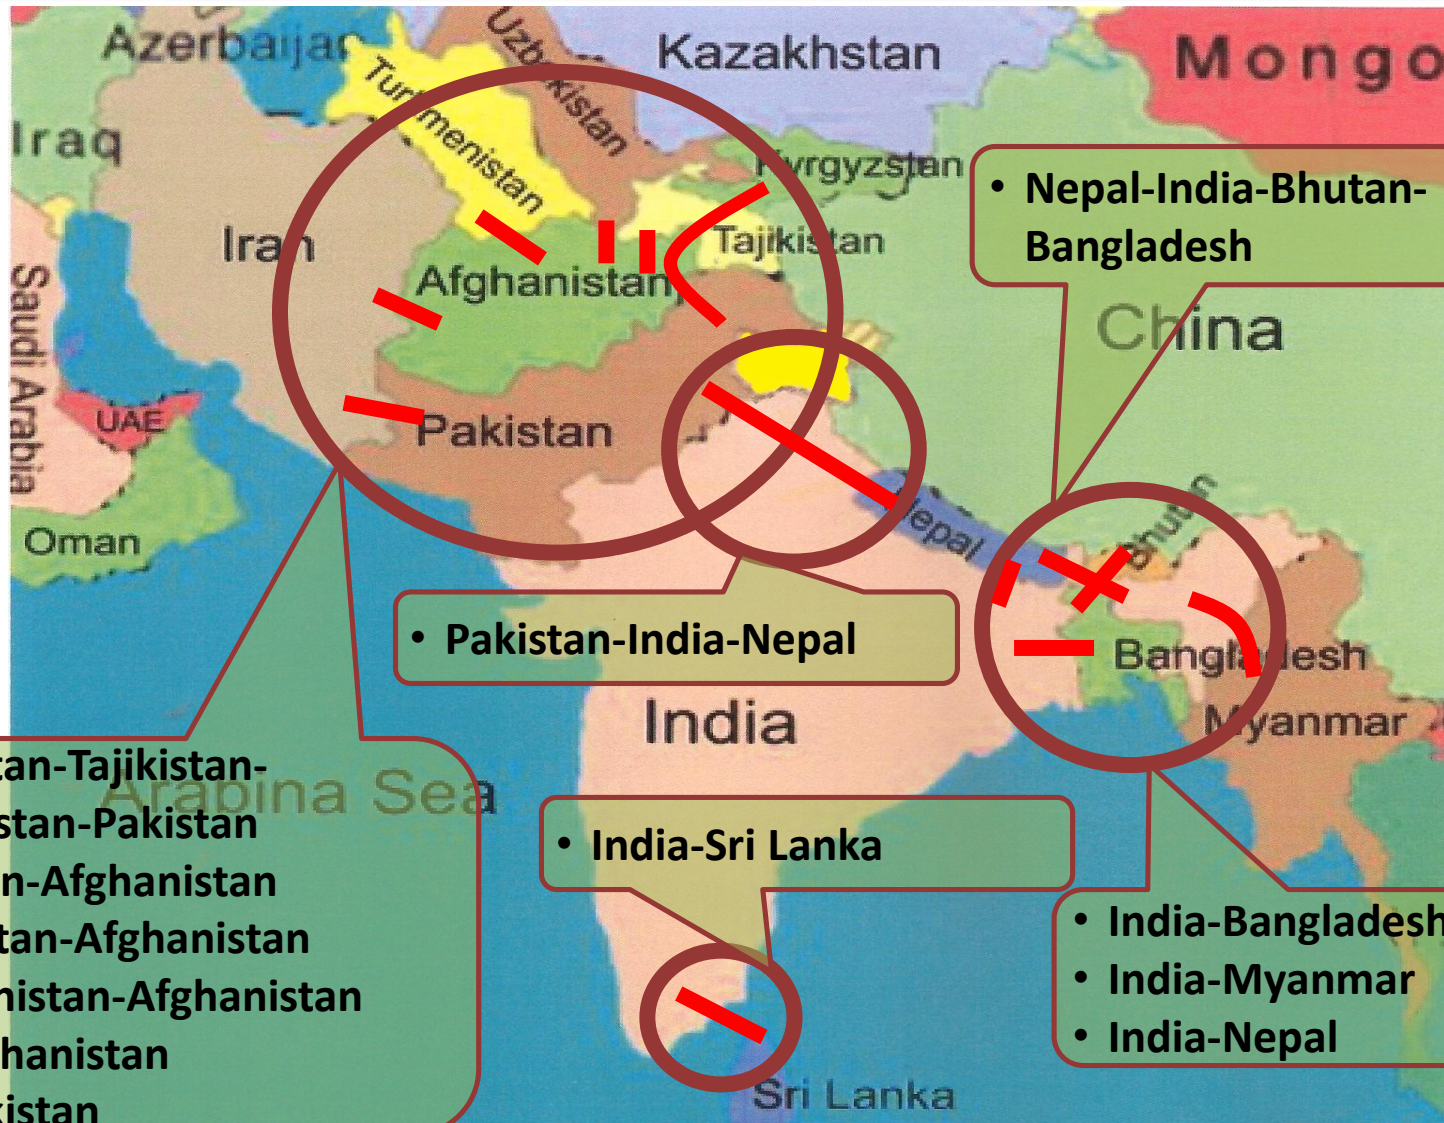 Azerbaijan
Uzbekistan
Kazakhstan
Mongo
Iraq
Turkmenistan
Kyrgyzstan
• Nepal-India-Bhutan-
Bangladesh
Iran
Tajikistan
Afghanistan
Saudi Arabia
China
UAE
Pakistan
Oman
Nepal
Bhutan
• Pakistan-India-Nepal
Bangladesh
India
Myanmar
Arabina Sea
tan-Tajikistan-
stan-Pakistan
n-Afghanistan
tan-Afghanistan
nistan-Afghanistan
hanistan
kistan
• India-Sri Lanka
• India-Bangladesh
• India-Myanmar
• India-Nepal
Sri Lanka